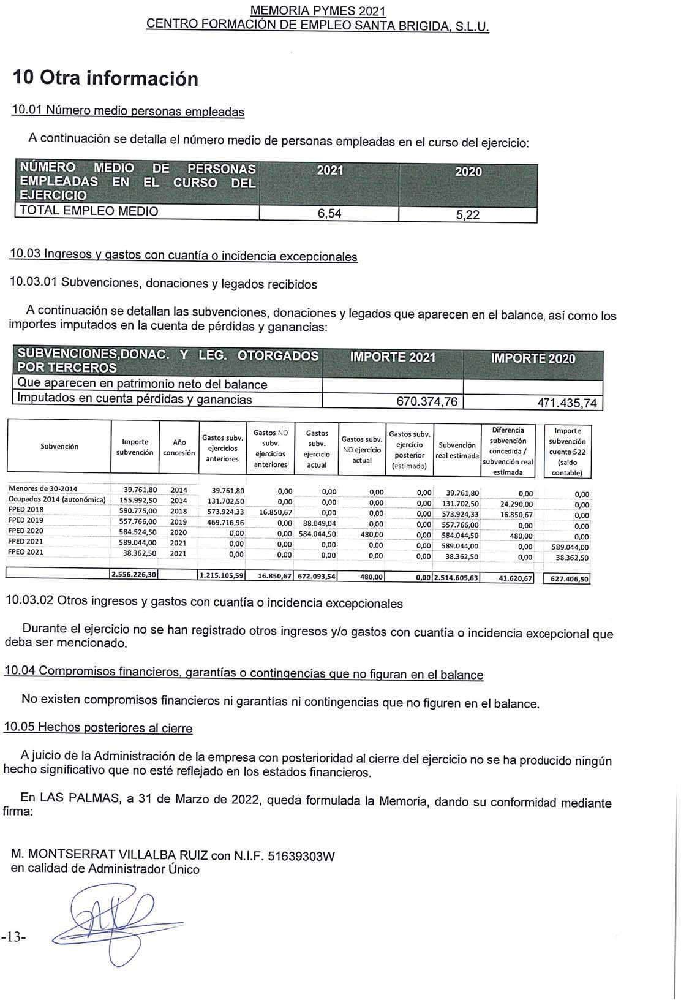 MEMORIA PYMES 2021
CENTRO FORMACIÓN DE EMPLEO SANTA BRIGIDA, S.L.U.
10 Otra información
10.01 Número medio personas empleadas
A continuación se detalla el número medio de personas empleadas en el curso del ejercicio:
NÚMERO MEDIO DE PERSONAS EMPLEADAS EN EL CURSO DEL EJERCICIO 2021 2020
TOTAL EMPLEO MEDIO 6,54 5,22
10.03 Ingresos y gastos con cuantía o incidencia excepcionales
10.03.01 Subvenciones, donaciones y legados recibidos
A continuación se detallan las subvenciones, donaciones y legados que aparecen en el balance, así como los
importes imputados en la cuenta de pérdidas y ganancias:
SUBVENCIONES,DONAC. Y LEG. OTORGADOS POR TERCEROS IMPORTE 2021 IMPORTE 2020
Que aparecen en patrimonio neto del balance
Imputados en cuenta pérdidas y ganancias 670.374,76 471.435,74
Subvención Importe subvención Año concesión Gastos subv. ejercicios anteriores Gastos NO subv. ejercicios anteriores Gastos subv. ejercicio actual Gastos subv. NO ejercicio actual Gastos subv. ejercicio posterior (estimado) Subvención real estimada Diferencia subvención concedida / subvención real estimada Importe subvención cuenta 522 (saldo contable)
Menores de 30-2014 39.761,80 2014 39.761,80 0,00 0,00 0,00 0,00 39.761,80 0,00 0,00
Ocupados 2014 (autonómica) 155.992,50 2014 131.702,50 0,00 0,00 0,00 0,00 131.702,50 24.290,00 0,00
FPED 2018 590.775,00 2018 573.924,33 16.850,67 0,00 0,00 0,00 573.924,33 16.850,67 0,00
FPED 2019 557.766,00 2019 469.716,96 0,00 88.049,04 0,00 0,00 557.766,00 0,00 0,00
FPED 2020 584.524,50 2020 0,00 0,00 584.044,50 480,00 0,00 584.044,50 480,00 0,00
FPED 2021 589.044,00 2021 0,00 0,00 0,00 0,00 0,00 589.044,00 0,00 589.044,00
FPEO 2021 38.362,50 2021 0,00 0,00 0,00 0,00 0,00 38.362,50 0,00 38.362,50
2.556.226,30 1.215.105,59 16.850,67 672.093,54 480,00 0,00 2.514.605,63 41.620,67 627.406,50
10.03.02 Otros ingresos y gastos con cuantía o incidencia excepcionales
Durante el ejercicio no se han registrado otros ingresos y/o gastos con cuantía o incidencia excepcional que
deba ser mencionado.
10.04 Compromisos financieros, garantías o contingencias que no figuran en el balance
No existen compromisos financieros ni garantías ni contingencias que no figuren en el balance.
10.05 Hechos posteriores al cierre
A juicio de la Administración de la empresa con posterioridad al cierre del ejercicio no se ha producido ningún
hecho significativo que no esté reflejado en los estados financieros.
En LAS PALMAS, a 31 de Marzo de 2022, queda formulada la Memoria, dando su conformidad mediante
firma:
M. MONTSERRAT VILLALBA RUIZ con N.I.F. 51639303W
en calidad de Administrador Único
-13-